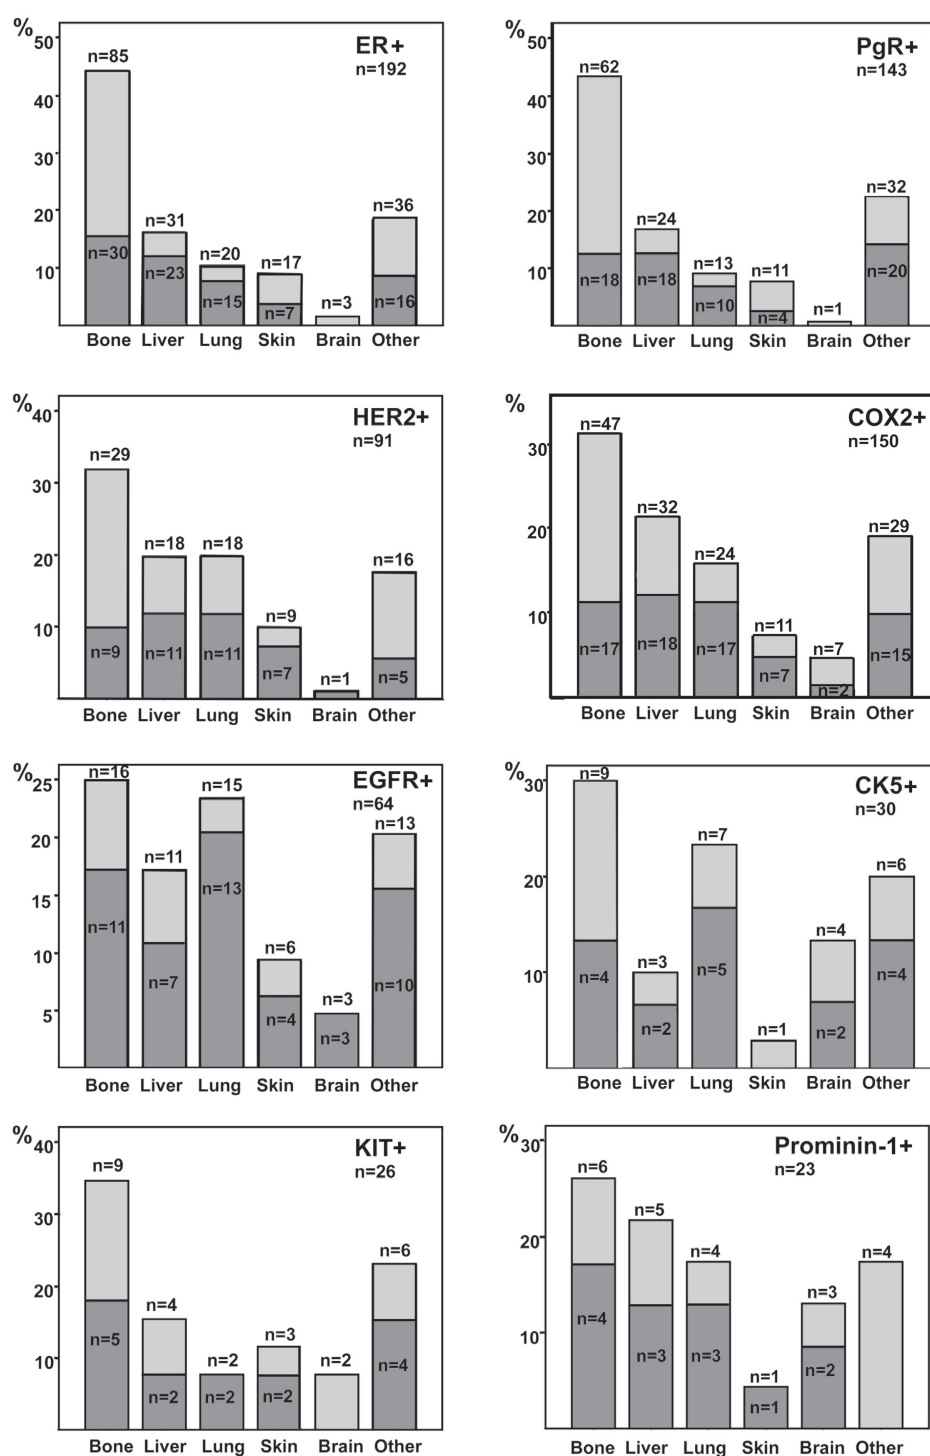 %
50
40
30
20
10
ER+
n=192
n=85
n=30
n=31
n=23
n=20
n=15
n=17
n=7
n=3
n=36
n=16
Bone Liver Lung Skin Brain Other
%
50
40
30
20
10
PgR+
n=143
n=62
n=18
n=24
n=18
n=13
n=10
n=11
n=4
n=1
n=32
n=20
Bone Liver Lung Skin Brain Other
%
40
30
20
10
HER2+
n=91
n=29
n=9
n=18
n=11
n=18
n=11
n=9
n=7
n=1
n=16
n=5
Bone Liver Lung Skin Brain Other
%
30
20
10
COX2+
n=150
n=47
n=17
n=32
n=18
n=24
n=17
n=11
n=7
n=7
n=2
n=29
n=15
Bone Liver Lung Skin Brain Other
%
25
20
15
10
5
EGFR+
n=64
n=16
n=11
n=11
n=7
n=15
n=13
n=6
n=4
n=3
n=3
n=13
n=10
Bone Liver Lung Skin Brain Other
%
30
20
10
CK5+
n=30
n=9
n=4
n=3
n=2
n=7
n=5
n=1
n=4
n=2
n=6
n=4
Bone Liver Lung Skin Brain Other
%
40
30
20
10
KIT+
n=26
n=9
n=5
n=4
n=2
n=2
n=2
n=3
n=2
n=2
n=6
n=4
Bone Liver Lung Skin Brain Other
%
30
20
10
Prominin-1+
n=23
n=6
n=4
n=5
n=3
n=4
n=3
n=1
n=1
n=3
n=2
n=4
Bone Liver Lung Skin Brain Other